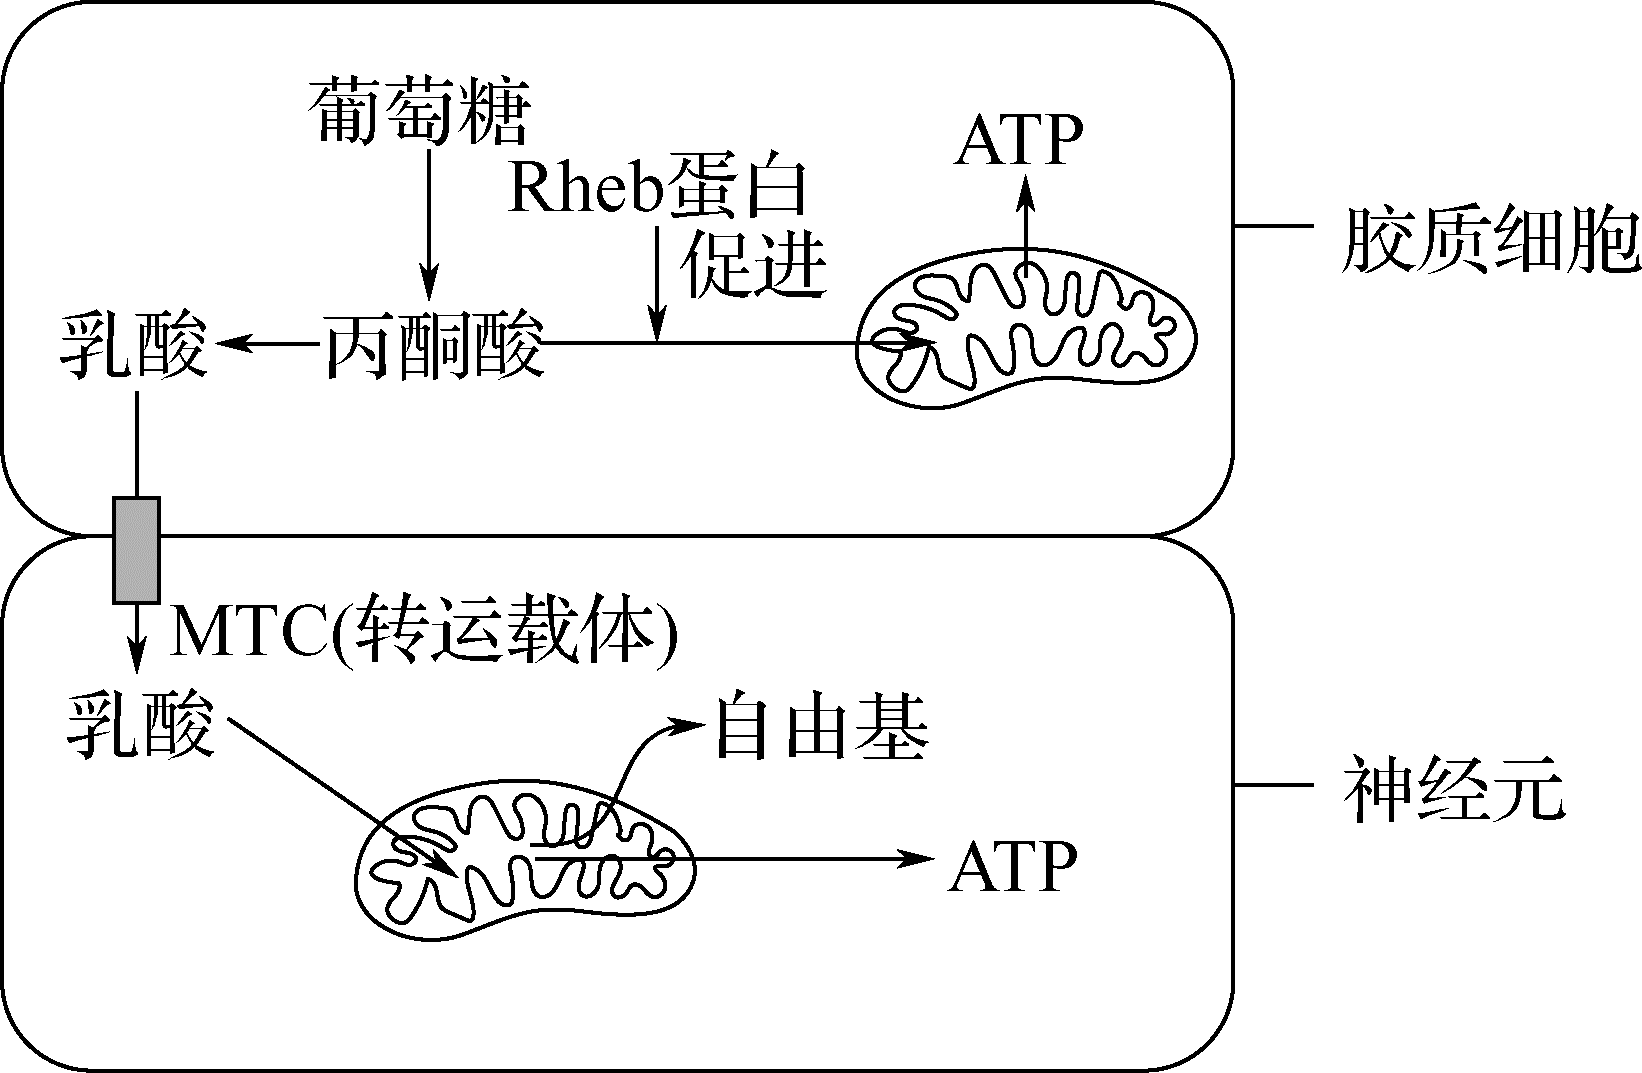 葡萄糖
ATP
Rheb蛋白
促进
胶质细胞
乳酸
丙酮酸
MTC(转运载体)
乳酸
自由基
神经元
ATP